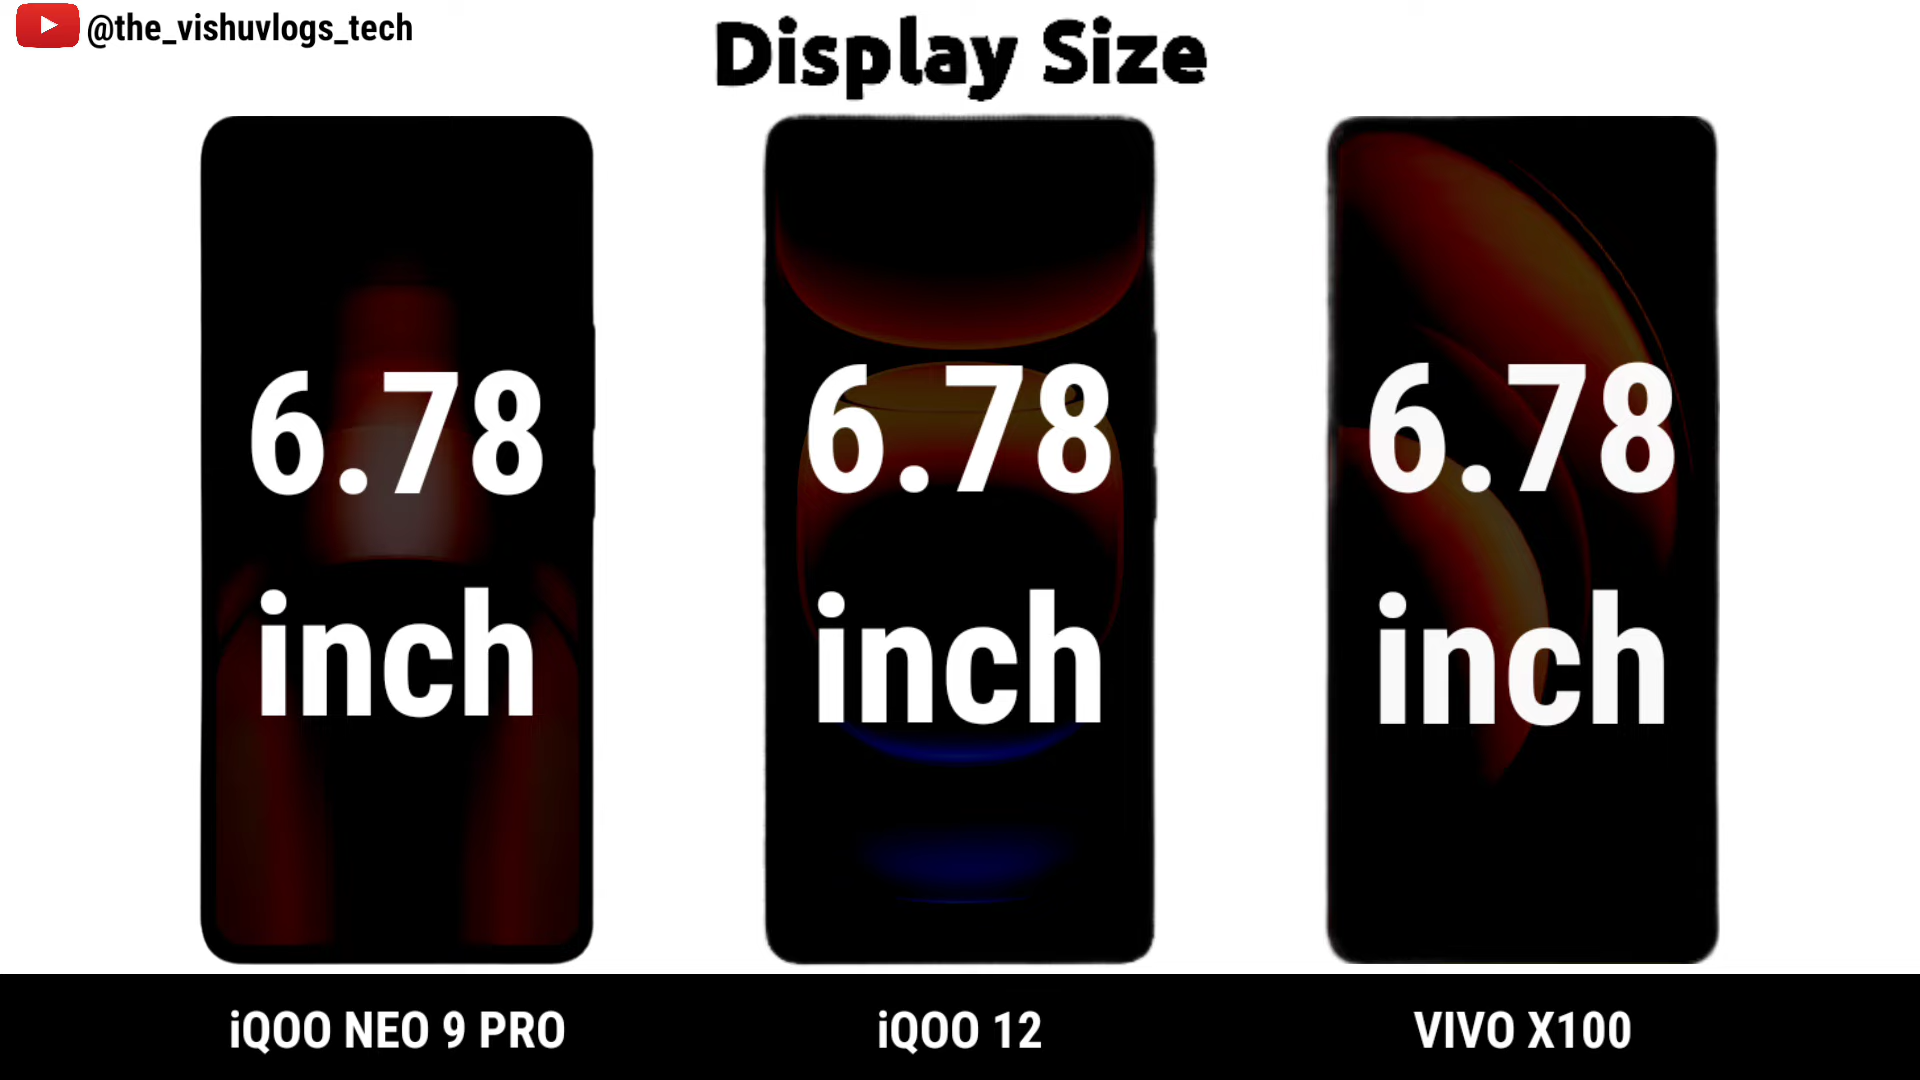 @the_vishuvlogs_tech
Display Size
6.78
inch
6.78
inch
6.78
inch
iQOO NEO 9 PRO
iQOO 12
VIVO X100